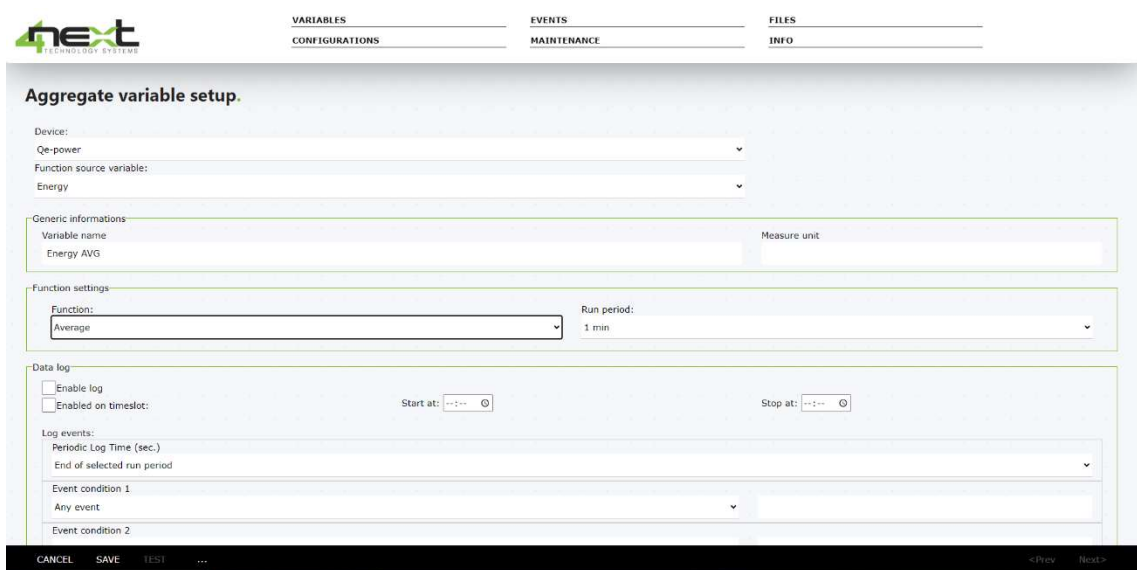 4next
TECHNOLOGY SYSTEMS
VARIABLES EVENTS FILES
CONFIGURATIONS MAINTENANCE INFO
Aggregate variable setup.
Device:
Qe-power
Function source variable:
Energy
Generic informations
Variable name Measure unit
Energy AVG
Function settings
Function: Run period:
Average 1 min
Data log
Enable log
Enabled on timeslot: Start at: --:-- Stop at: --:--
Log events:
Periodic Log Time (sec.)
End of selected run period
Event condition 1
Any event
Event condition 2
CANCEL SAVE TEST ... <Prev Next>